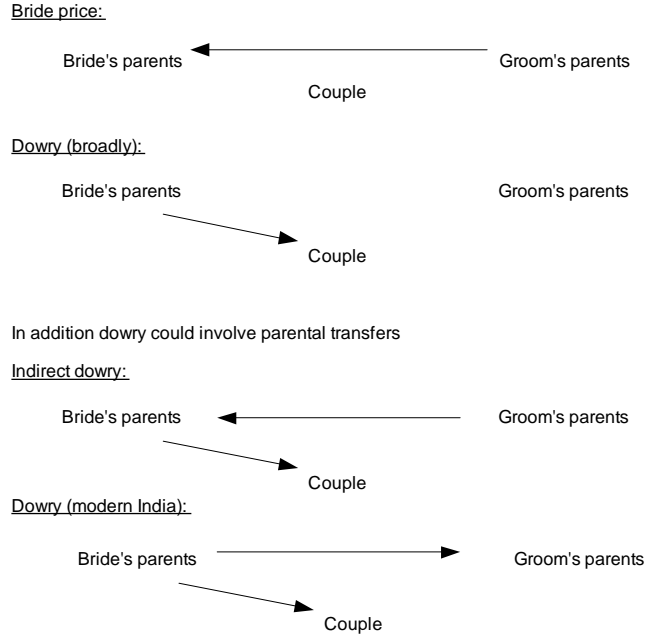 Bride price:
Bride's parents Groom's parents
Couple
Dowry (broadly):
Bride's parents Groom's parents
Couple
In addition dowry could involve parental transfers
Indirect dowry:
Bride's parents Groom's parents
Couple
Dowry (modern India):
Bride's parents Groom's parents
Couple